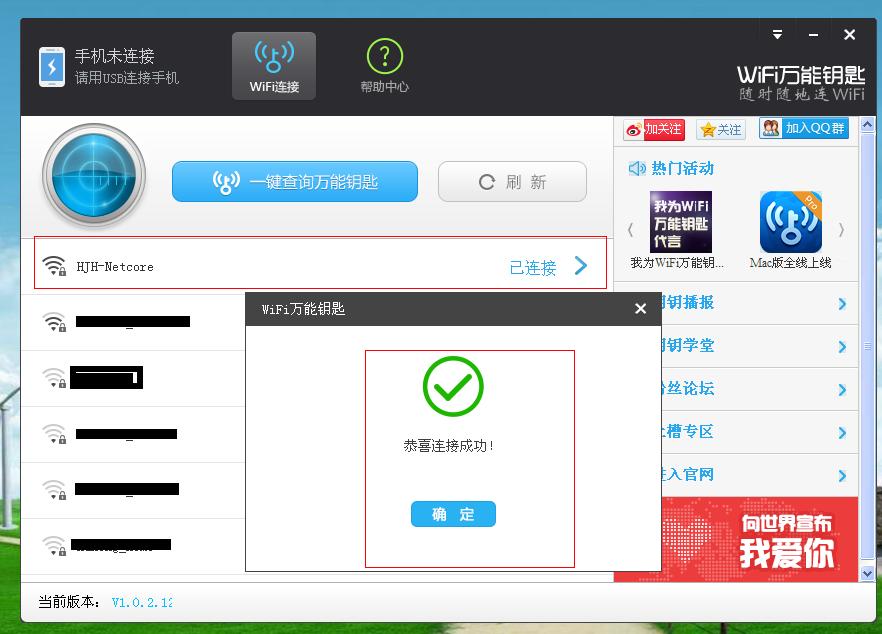 手机未连接
请用USB连接手机
WiFi连接
帮助中心
WiFi万能钥匙
随时随地连WiFi
一键查询万能钥匙
刷 新
加关注
关注
加入QQ群
热门活动
我为WiFi
万能钥匙
代言
Pro
我为WiFi万能钥...
Mac版全线上线
HJH-Netcore
已连接
WiFi万能钥匙
恭喜连接成功!
确 定
钥播报
钥学堂
丝论坛
槽专区
入官网
向世界宣布
我爱你
当前版本: V1.0.2.12